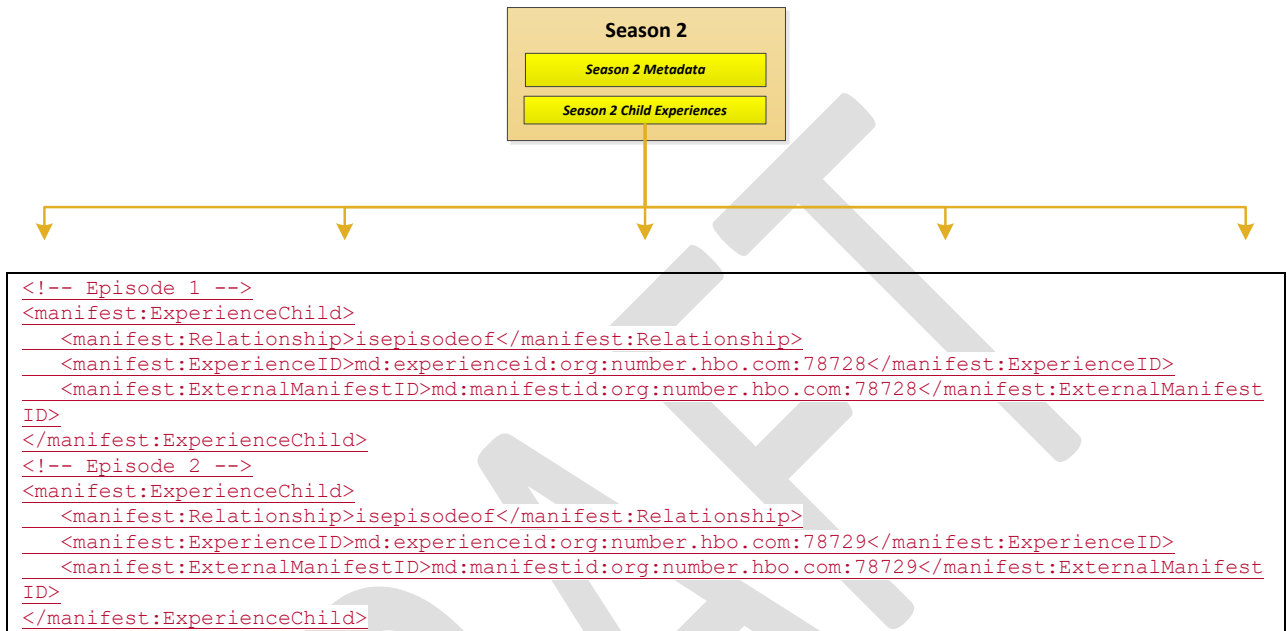 Season 2
Season 2 Metadata
Season 2 Child Experiences
<!-- Episode 1 -->
<manifest:ExperienceChild>
   <manifest:Relationship>isepisodeof</manifest:Relationship>
   <manifest:ExperienceID>md:experienceid:org:number.hbo.com:78728</manifest:ExperienceID>
   <manifest:ExternalManifestID>md:manifestid:org:number.hbo.com:78728</manifest:ExternalManifest
ID>
</manifest:ExperienceChild>
<!-- Episode 2 -->
<manifest:ExperienceChild>
   <manifest:Relationship>isepisodeof</manifest:Relationship>
   <manifest:ExperienceID>md:experienceid:org:number.hbo.com:78729</manifest:ExperienceID>
   <manifest:ExternalManifestID>md:manifestid:org:number.hbo.com:78729</manifest:ExternalManifest
ID>
</manifest:ExperienceChild>
DRAFT